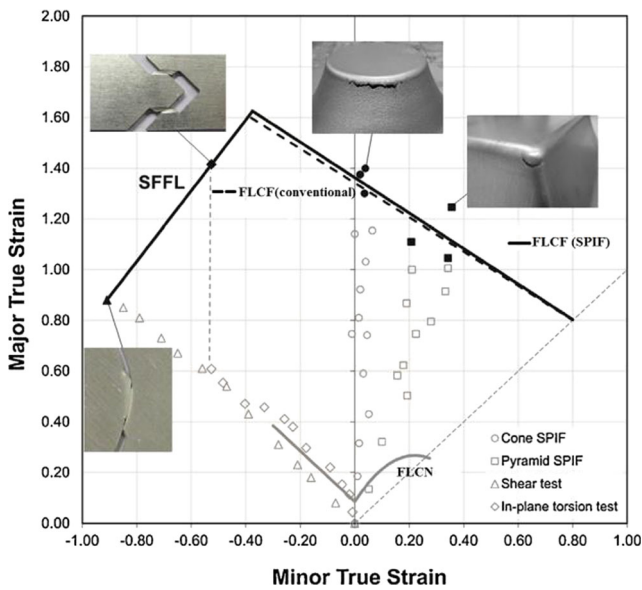 2.00
1.80
1.60
1.40
1.20
1.00
0.80
0.60
0.40
0.20
0.00
Major True Strain
SFFL
FLCF(conventional)
FLCF (SPIF)
FLCN
Cone SPIF
Pyramid SPIF
Shear test
In-plane torsion test
-1.00 -0.80 -0.60 -0.40 -0.20 0.00 0.20 0.40 0.60 0.80 1.00
Minor True Strain